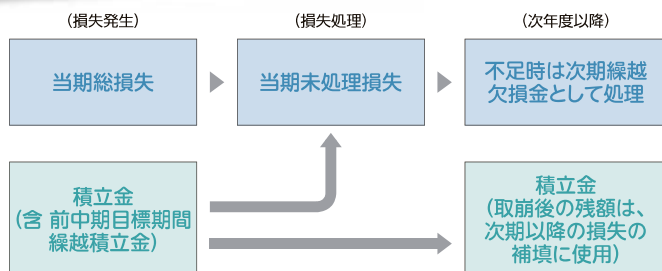 (損失発生)
(損失処理)
(次年度以降)
当期総損失
当期未処理損失
不足時は次期繰越
欠損金として処理
積立金
(含 前中期目標期間
繰越積立金)
積立金
(取崩後の残額は、
次期以降の損失の
補填に使用)